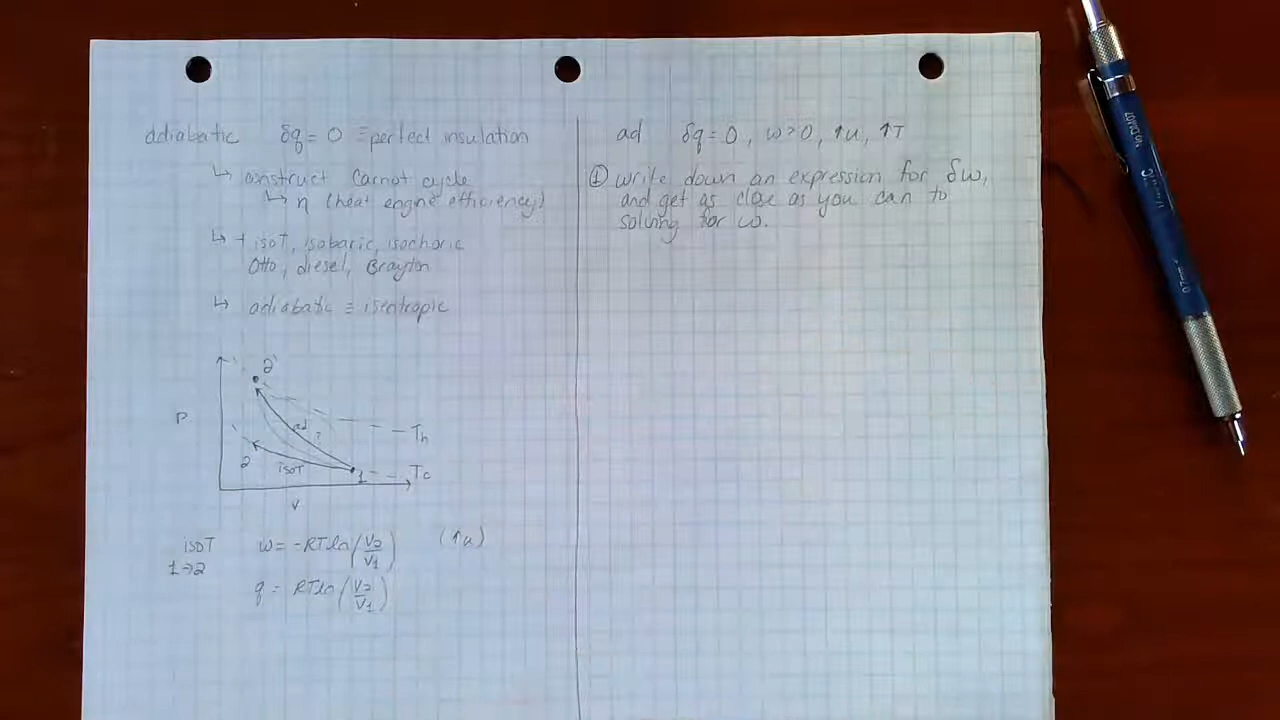 adiabatic δq = 0 ≡ perfect insulation
↳ construct Carnot cycle
↳ η (heat engine efficiency)
↳ + isoT, isobaric, isochoric
Otto, diesel, Brayton
↳ adiabatic ≡ isentropic
2'
P
ad
?
Th
2
isoT
1
Tc
V
isoT w = -RT ln(V2/V1) (↑u)
1→2
q = RT ln(V2/V1)
ad δq = 0, w>0, ↑u, ↑T
① Write down an expression for δw,
and get as close as you can to
solving for w.
0.7mm